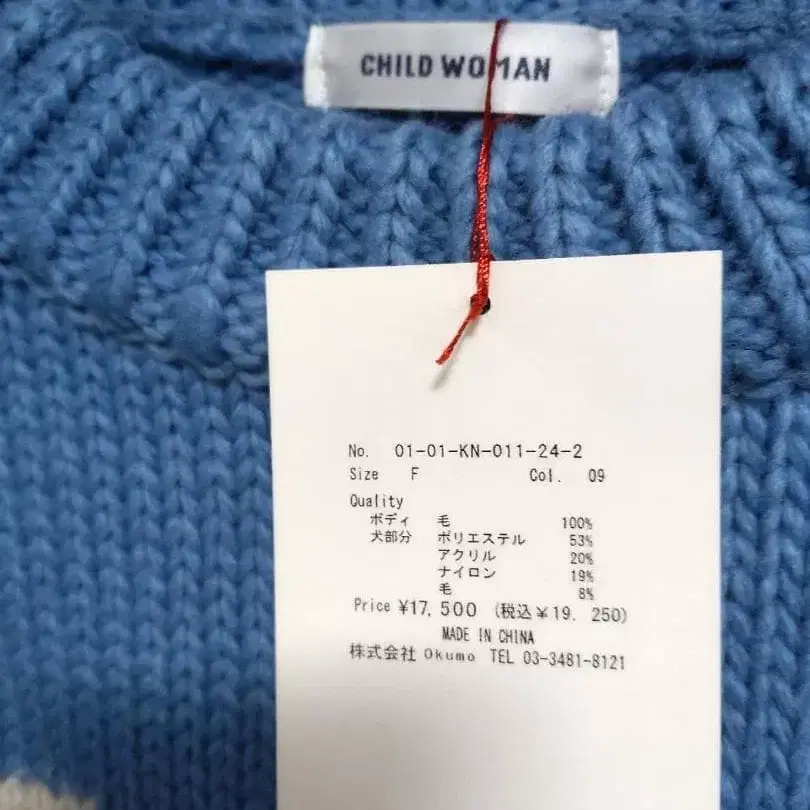 CHILD WOMAN
No. 01-01-KN-011-24-2
Size F Col. 09
Quality
ボディ 毛 100%
犬部分 ポリエステル 53%
アクリル 20%
ナイロン 19%
毛 8%
Price ¥17,500 (税込¥19. 250)
MADE IN CHINA
株式会社 Okumo TEL 03-3481-8121